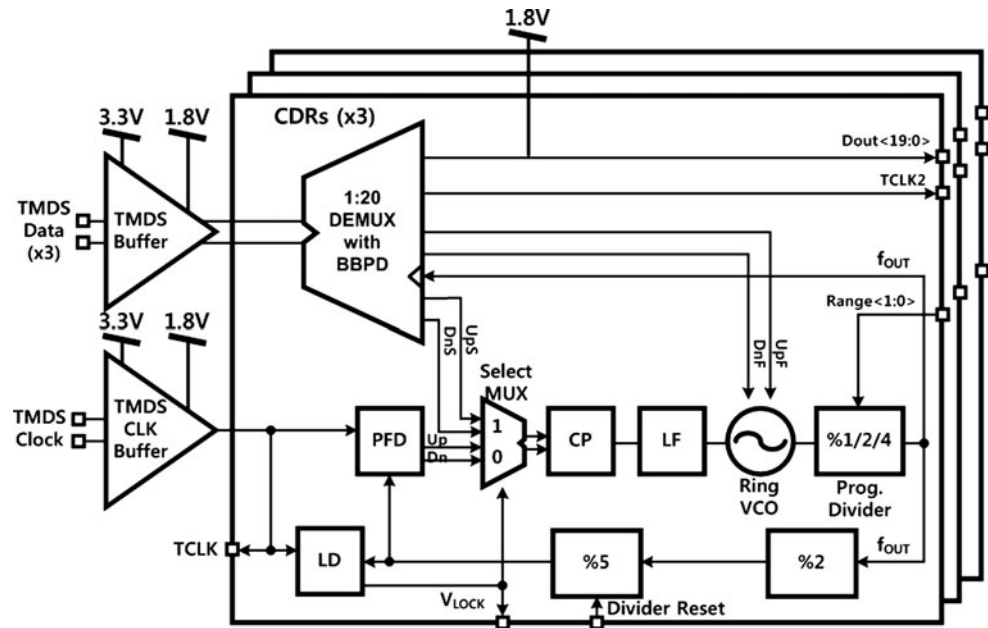 1.8V
CDRs (x3)
3.3V
1.8V
Dout<19:0>
TCLK2
1:20
DEMUX
with
BBPD
TMDS
Data
(x3)
TMDS
Buffer
fOUT
Range<1:0>
3.3V
1.8V
DnS
UpS
DnF
UpF
Select
MUX
TMDS
Clock
TMDS
CLK
Buffer
PFD
Up
Dn
1
0
CP
LF
%1/2/4
Ring
VCO
Prog.
Divider
TCLK
LD
%5
%2
fOUT
VLOCK
Divider Reset